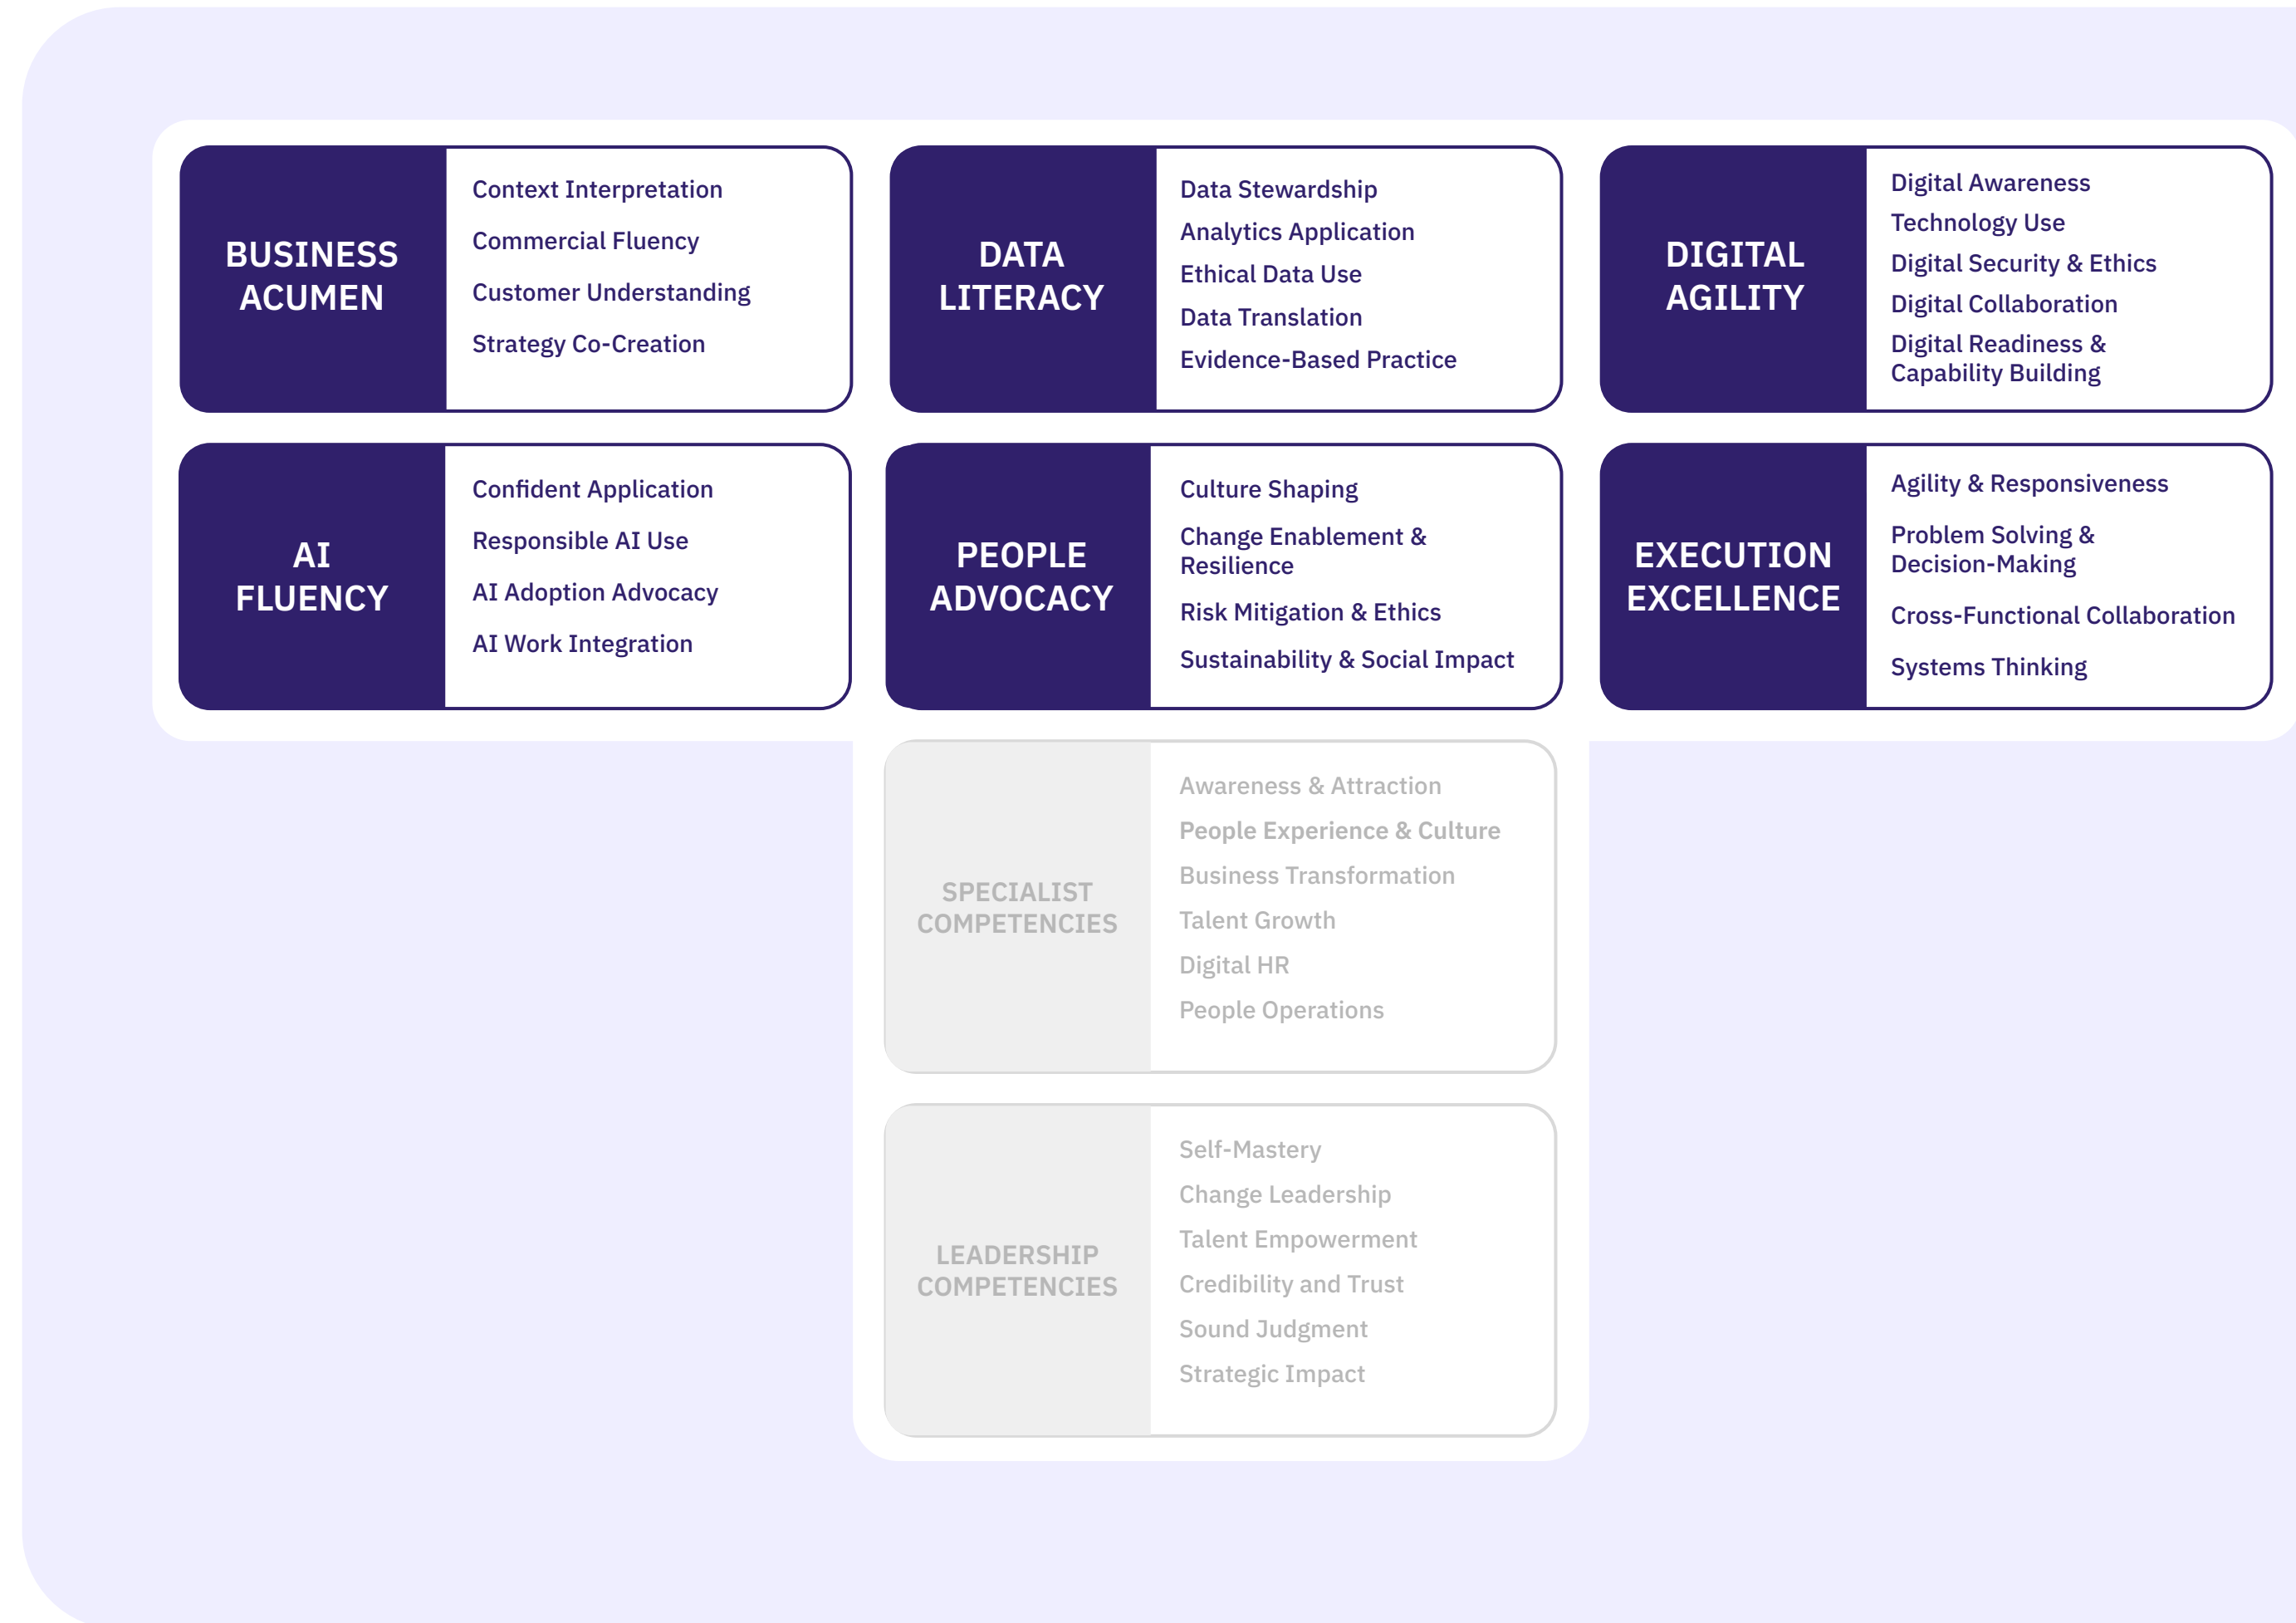 BUSINESS
ACUMEN
Context Interpretation
Commercial Fluency
Customer Understanding
Strategy Co-Creation
DATA
LITERACY
Data Stewardship
Analytics Application
Ethical Data Use
Data Translation
Evidence-Based Practice
DIGITAL
AGILITY
Digital Awareness
Technology Use
Digital Security & Ethics
Digital Collaboration
Digital Readiness &
Capability Building
AI
FLUENCY
Confident Application
Responsible AI Use
AI Adoption Advocacy
AI Work Integration
PEOPLE
ADVOCACY
Culture Shaping
Change Enablement &
Resilience
Risk Mitigation & Ethics
Sustainability & Social Impact
EXECUTION
EXCELLENCE
Agility & Responsiveness
Problem Solving &
Decision-Making
Cross-Functional Collaboration
Systems Thinking
SPECIALIST
COMPETENCIES
Awareness & Attraction
People Experience & Culture
Business Transformation
Talent Growth
Digital HR
People Operations
LEADERSHIP
COMPETENCIES
Self-Mastery
Change Leadership
Talent Empowerment
Credibility and Trust
Sound Judgment
Strategic Impact